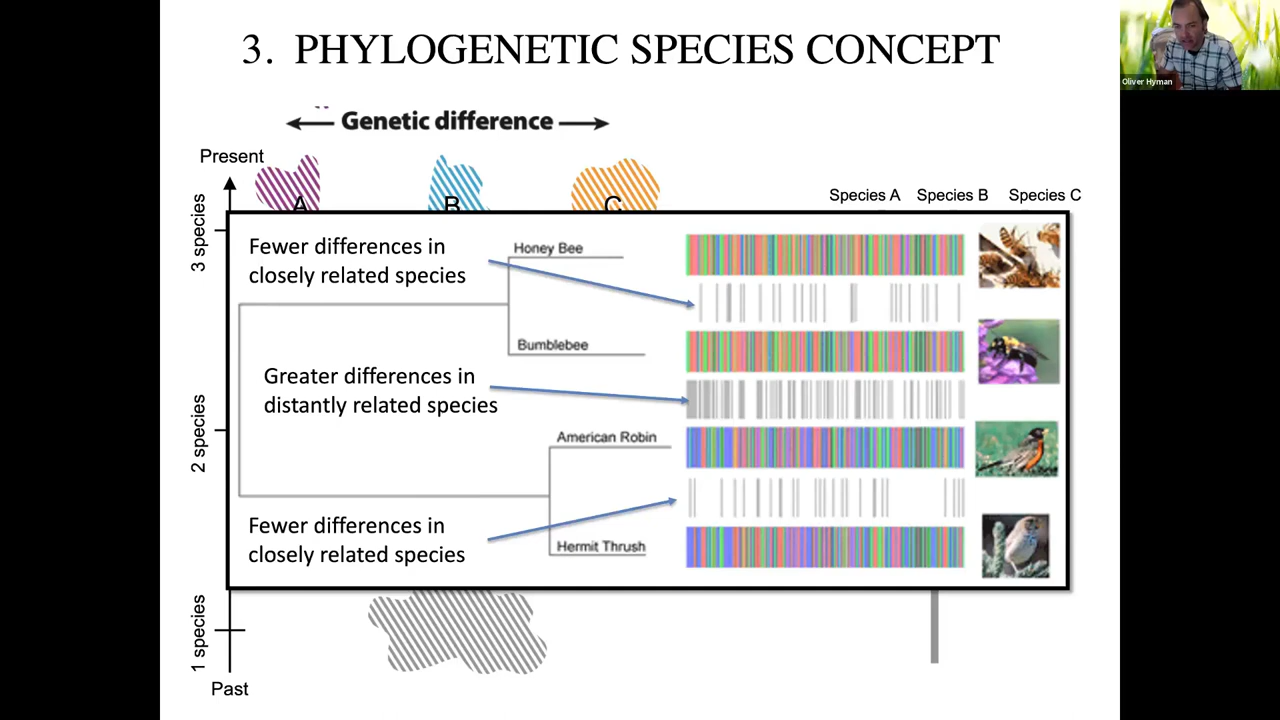 3. PHYLOGENETIC SPECIES CONCEPT
Oliver Hyman
Genetic difference
Present
Species A Species B Species C
A B C
3 species
Fewer differences in
closely related species
Honey Bee
Bumblebee
Greater differences in
distantly related species
2 species
American Robin
Fewer differences in
closely related species
Hermit Thrush
1 species
Past